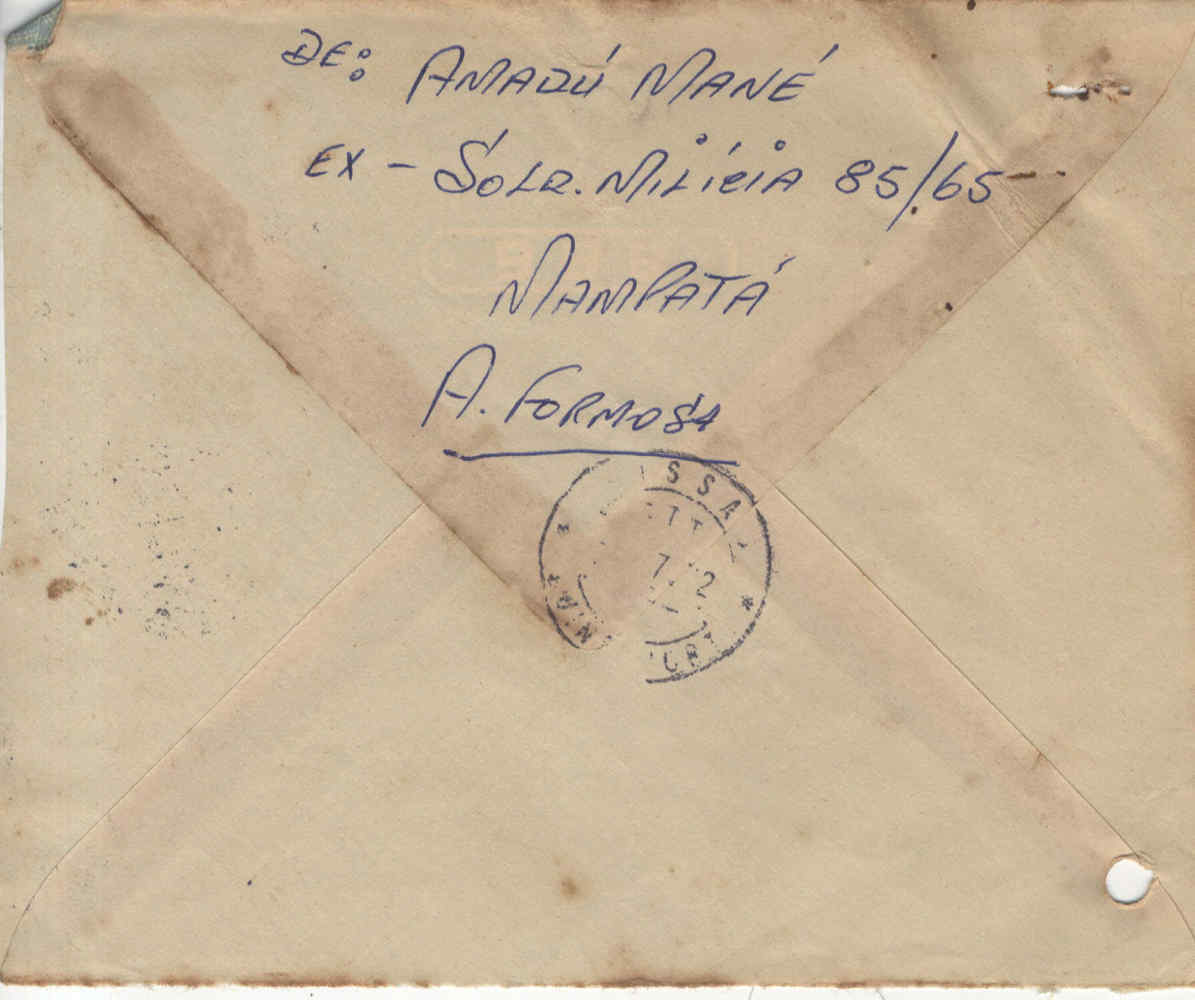 DE: AMADÚ MANÉ
EX - SOLD. MILÍCIA 85/65
MAMPATÁ
A. FORMOSA